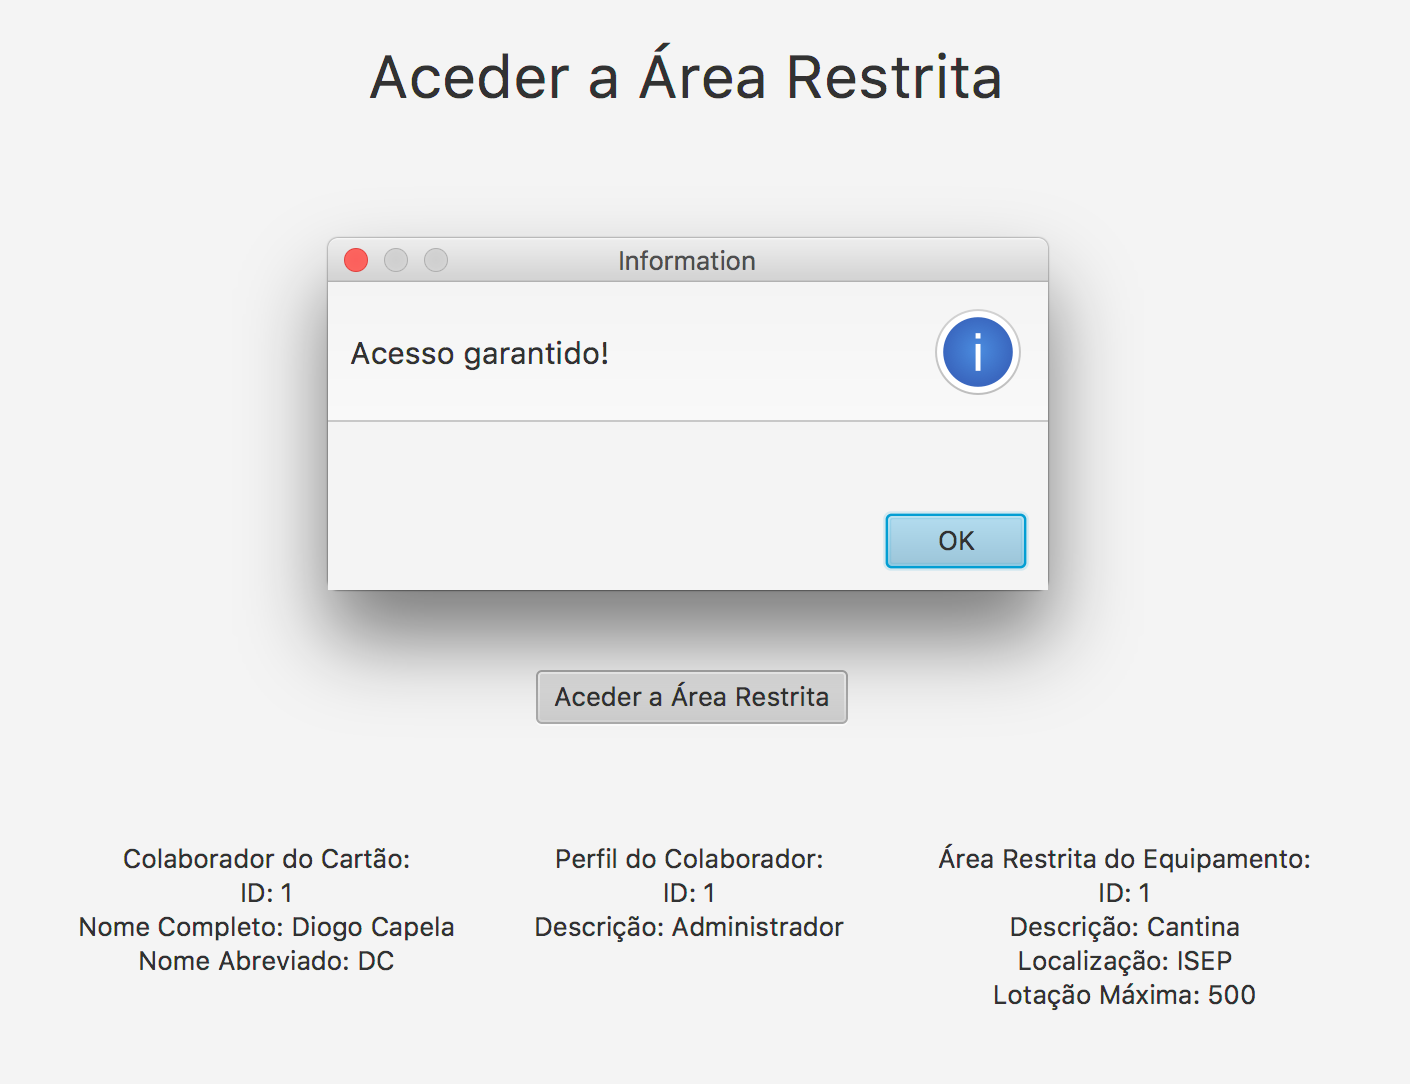 Aceder a Área Restrita
Information
Acesso garantido!
i
OK
Aceder a Área Restrita
Colaborador do Cartão:
ID: 1
Nome Completo: Diogo Capela
Nome Abreviado: DC
Perfil do Colaborador:
ID: 1
Descrição: Administrador
Área Restrita do Equipamento:
ID: 1
Descrição: Cantina
Localização: ISEP
Lotação Máxima: 500